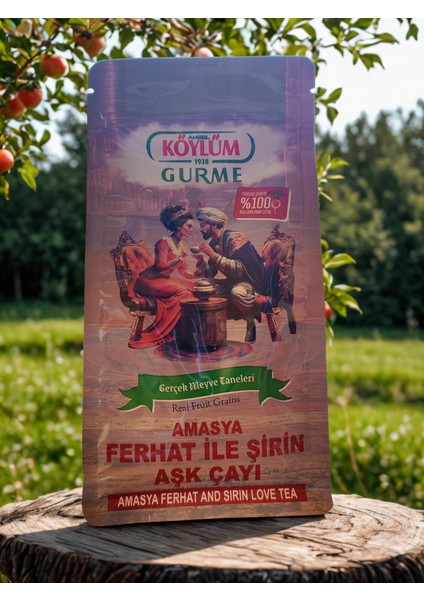 AHBEL
KÖYLÜM
1938
GURME
%100
Gerçek Meyve Taneleri
Real Fruit Grains
AMASYA
FERHAT İLE ŞİRİN
AŞK ÇAYI
AMASYA FERHAT AND SIRIN LOVE TEA